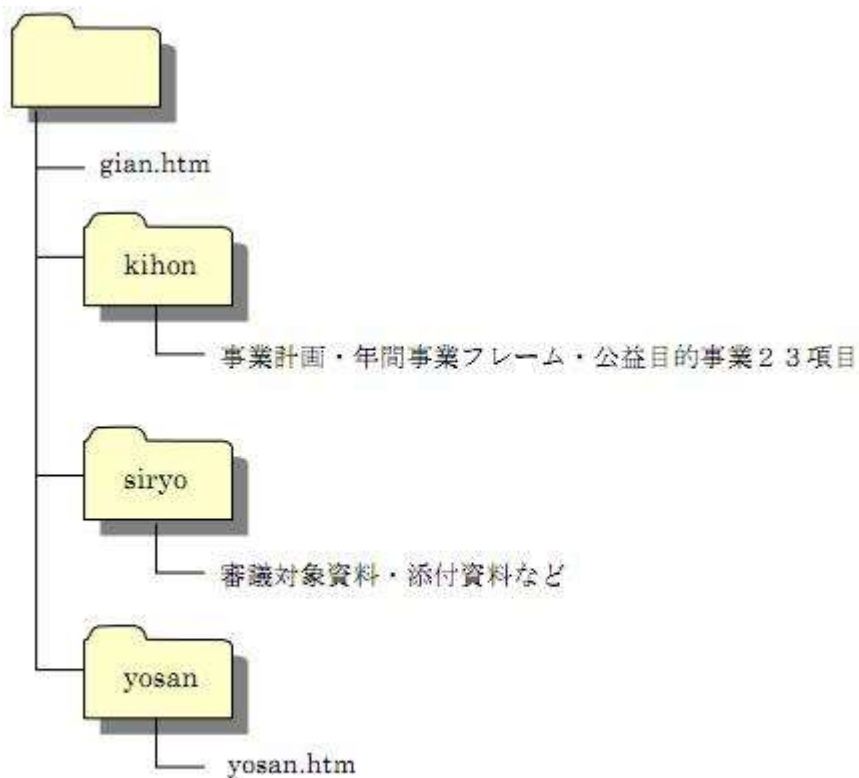 gian.htm
kihon
事業計画・年間事業フレーム・公益目的事業２３項目
siryo
審議対象資料・添付資料など
yosan
yosan.htm